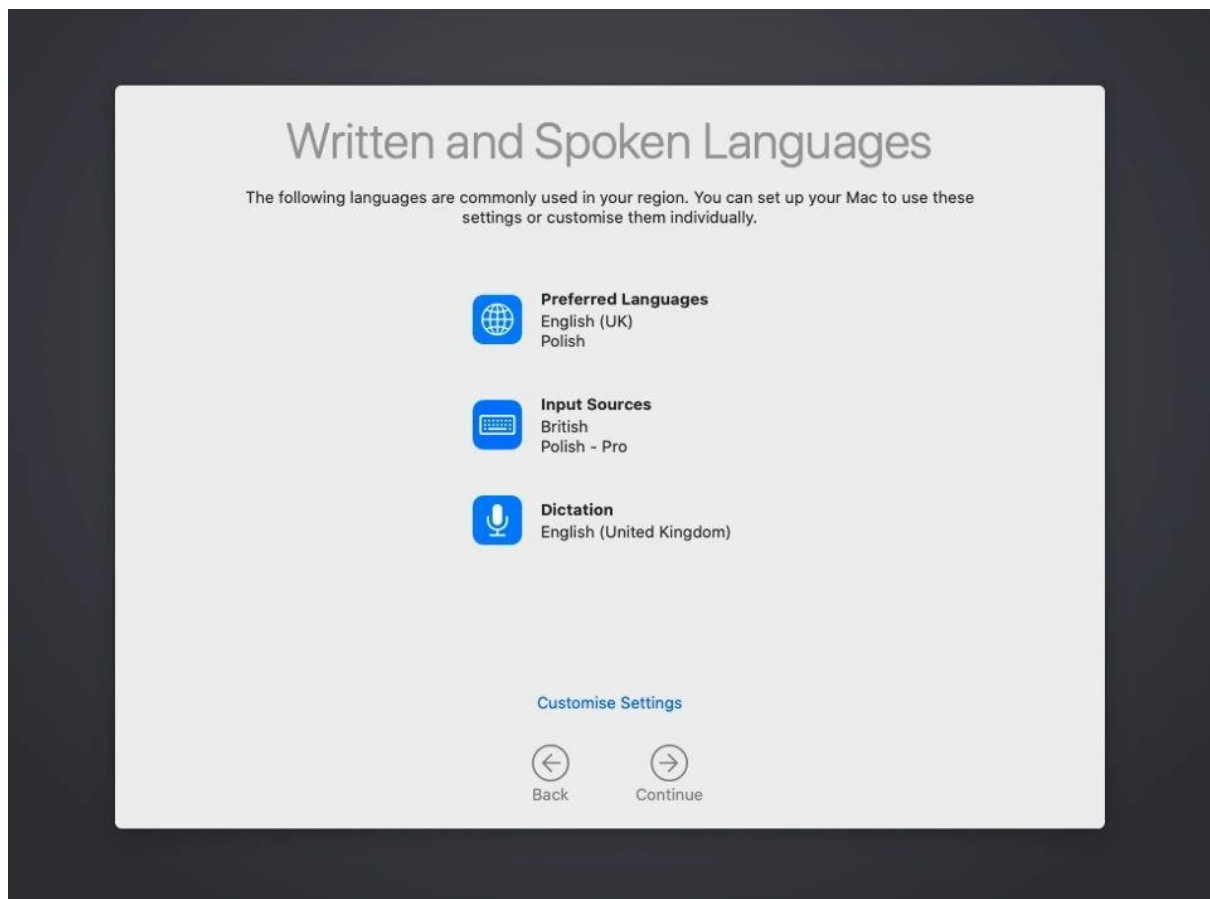 Written and Spoken Languages
The following languages are commonly used in your region. You can set up your Mac to use these
settings or customise them individually.
Preferred Languages
English (UK)
Polish
Input Sources
British
Polish - Pro
Dictation
English (United Kingdom)
Customise Settings
Back
Continue